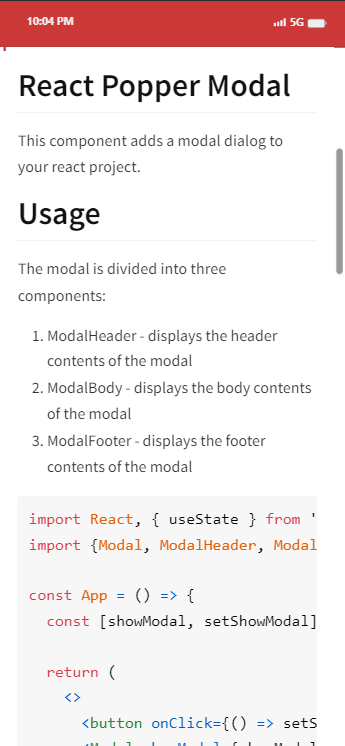 10:04 PM
5G
React Popper Modal
This component adds a modal dialog to
your react project.
Usage
The modal is divided into three
components:
1. ModalHeader - displays the header
contents of the modal
2. ModalBody - displays the body contents
of the modal
3. ModalFooter - displays the footer
contents of the modal
import React, { useState } from '
import {Modal, ModalHeader, Modal
const App = () => {
const [showModal, setShowModal]
return (
<>
<button onClick={() => setS